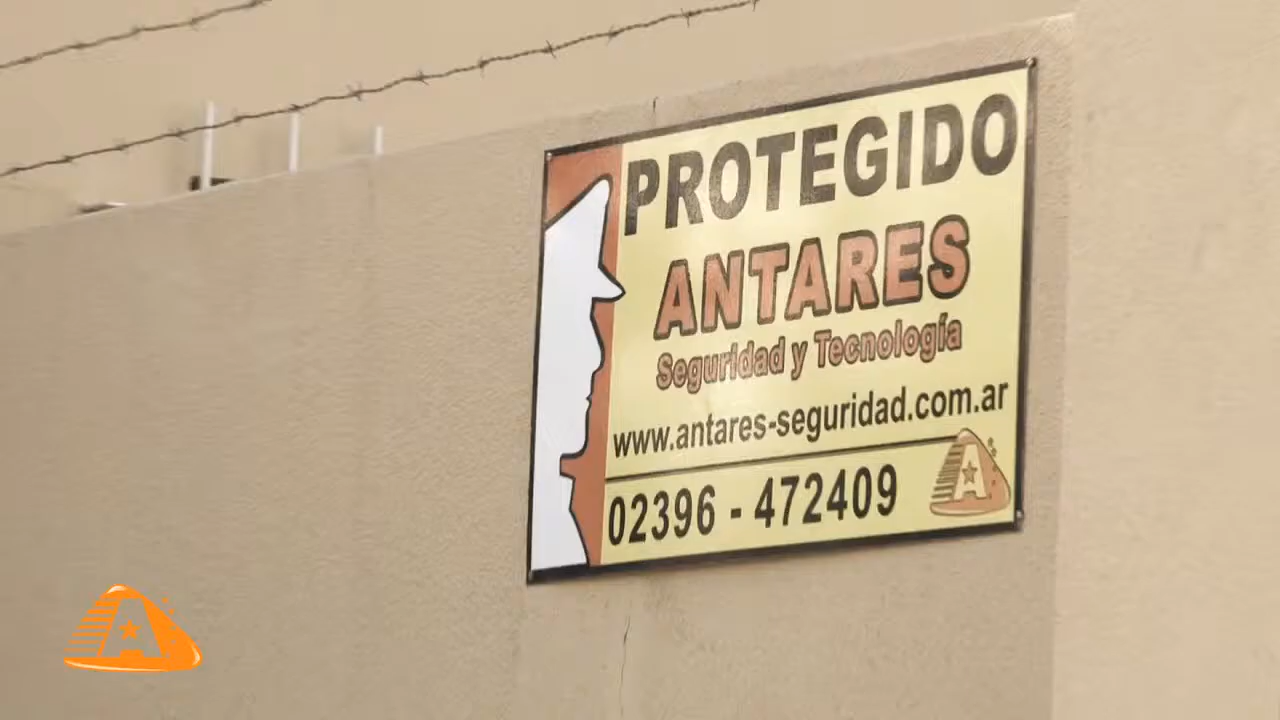 PROTEGIDO
ANTARES
Seguridad y Tecnología
www.antares-seguridad.com.ar
02396 - 472409
A
A